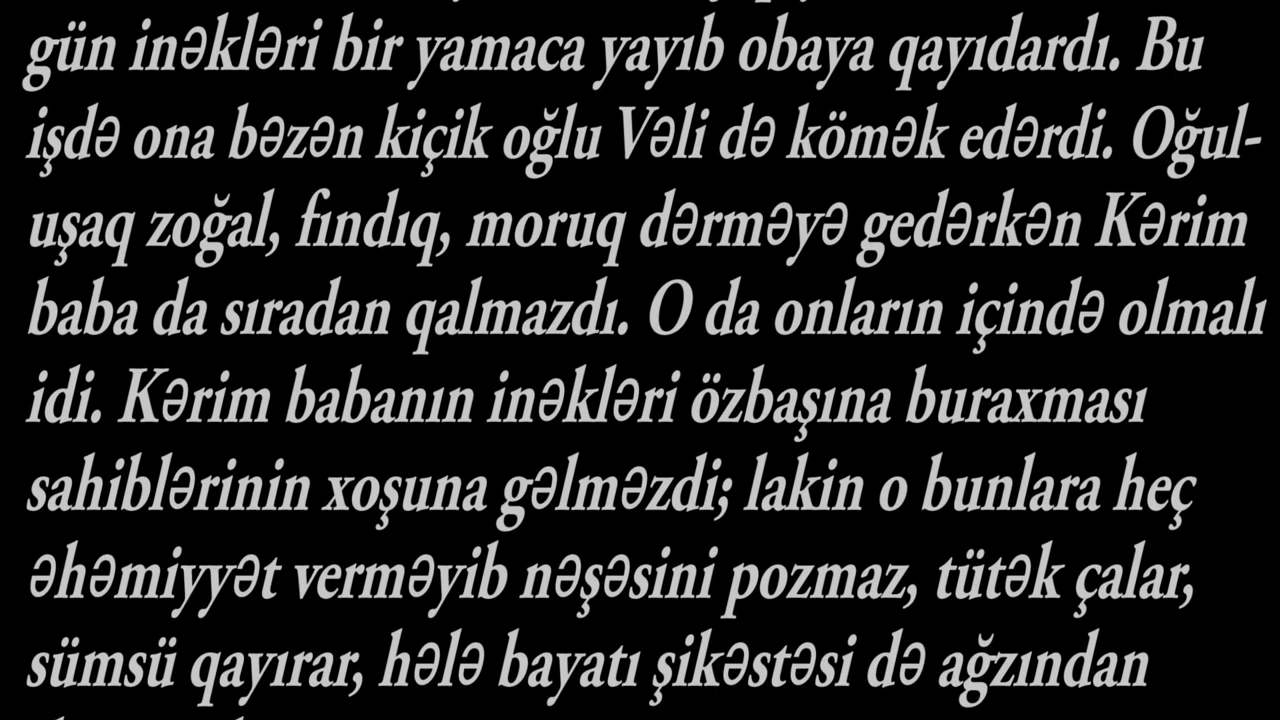 gün inəkləri bir yamaca yayıb obaya qayıdardı. Bu
işdə ona bəzən kiçik oğlu Vəli də kömək edərdi. Oğul-
uşaq zoğal, fındıq, moruq dərməyə gedərkən Kərim
baba da sıradan qalmazdı. O da onların içində olmalı
idi. Kərim babanın inəkləri özbaşına buraxması
sahiblərinin xoşuna gəlməzdi; lakin o bunlara heç
əhəmiyyət verməyib nəşəsini pozmaz, tütək çalar,
sümsü qayırar, hələ bayatı şikəstəsi də ağzından